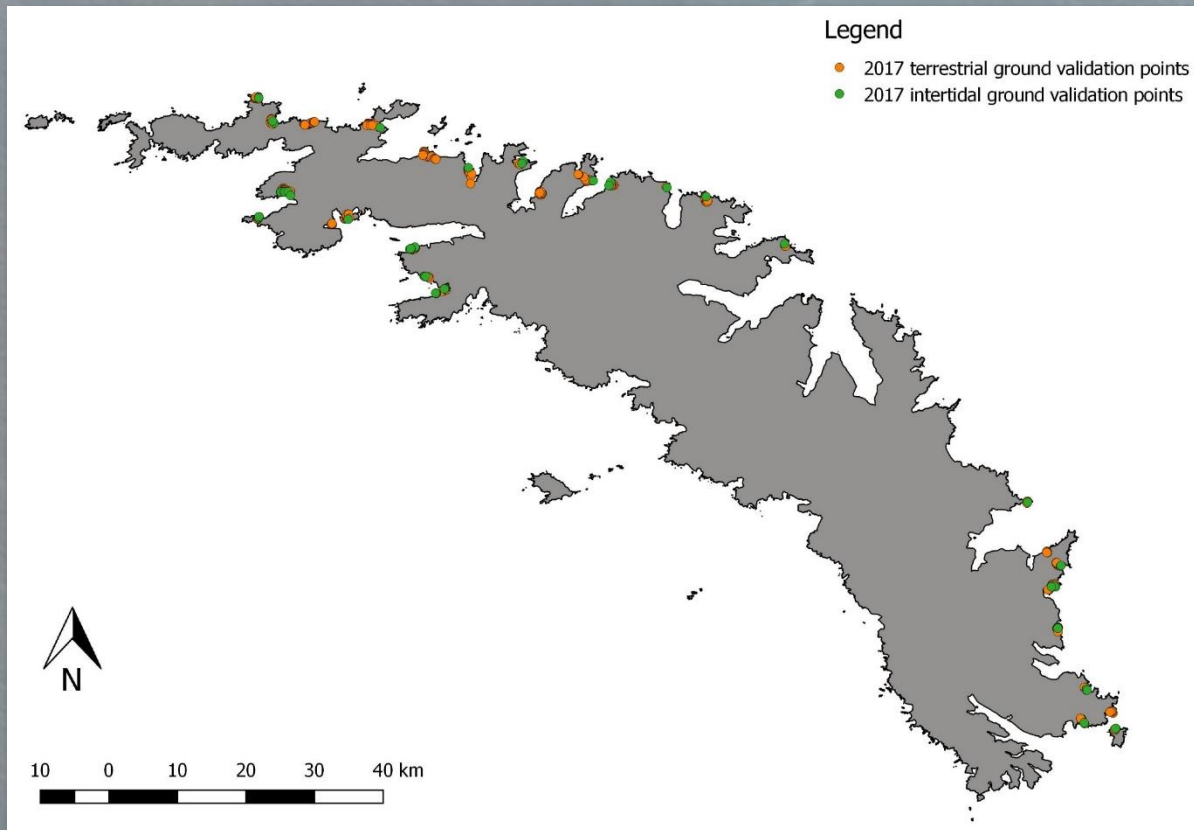 Legend
2017 terrestrial ground validation points
2017 intertidal ground validation points
N
10 0 10 20 30 40 km